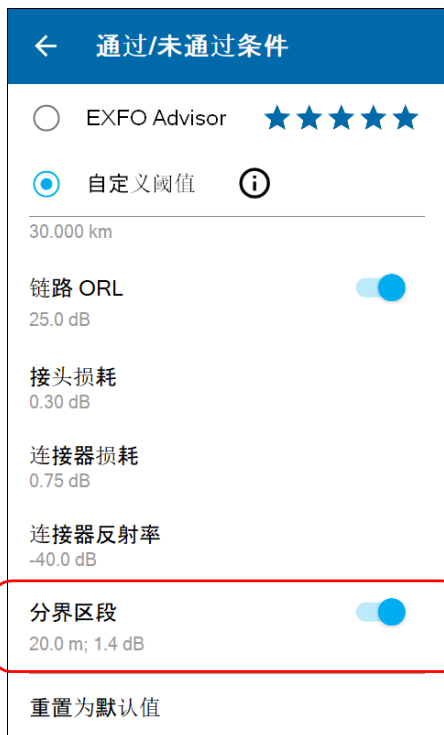 通过/未通过条件
EXFO Advisor
自定义阈值
30.000 km
链路 ORL
25.0 dB
接头损耗
0.30 dB
连接器损耗
0.75 dB
连接器反射率
-40.0 dB
分界区段
20.0 m; 1.4 dB
重置为默认值